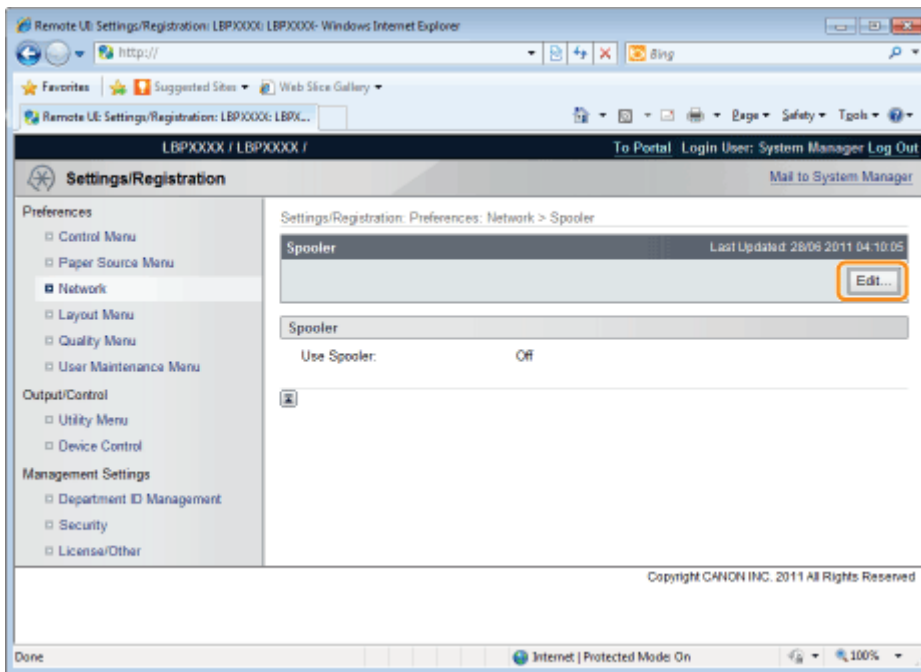 Remote UI: Settings/Registration: LBPXXXX: LBPXXXX- Windows Internet Explorer
http:// Bing
Favorites Suggested Sites Web Slice Gallery
Remote UI: Settings/Registration: LBPXXXX: LBPX... Page Safety Tools
LBPXXXX / LBPXXXX / To Portal Login User: System Manager Log Out
Settings/Registration Mail to System Manager
Preferences
Control Menu
Paper Source Menu
Network
Layout Menu
Quality Menu
User Maintenance Menu
Output/Control
Utility Menu
Device Control
Management Settings
Department ID Management
Security
License/Other
Settings/Registration: Preferences: Network > Spooler
Spooler Last Updated: 28/06 2011 04:10:05
Edit...
Spooler
Use Spooler: Off
Copyright CANON INC. 2011 All Rights Reserved
Done Internet | Protected Mode: On 100%